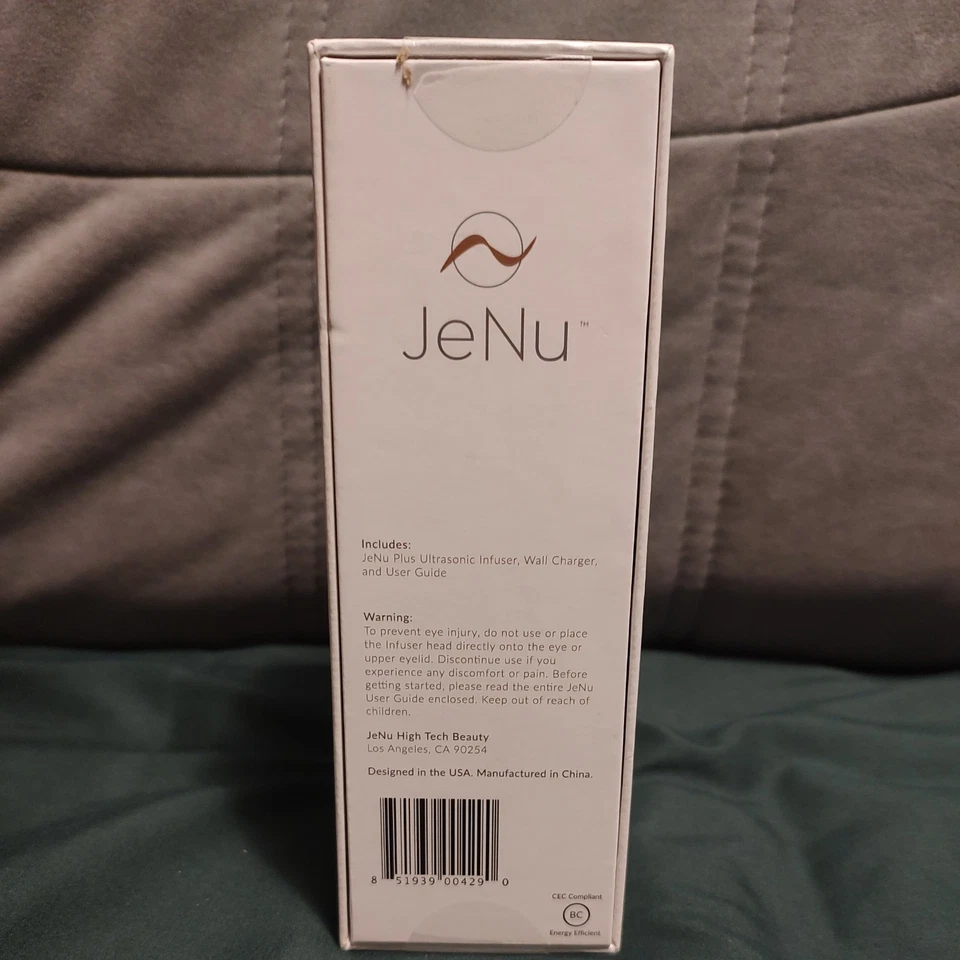 JeNu™
Includes:
JeNu Plus Ultrasonic Infuser, Wall Charger,
and User Guide
Warning:
To prevent eye injury, do not use or place
the Infuser head directly onto the eye or
upper eyelid. Discontinue use if you
experience any discomfort or pain. Before
getting started, please read the entire JeNu
User Guide enclosed. Keep out of reach of
children.
JeNu High Tech Beauty
Los Angeles, CA 90254
Designed in the USA. Manufactured in China.
8 51939 00429 0
CEC Compliant
BC
Energy Efficient